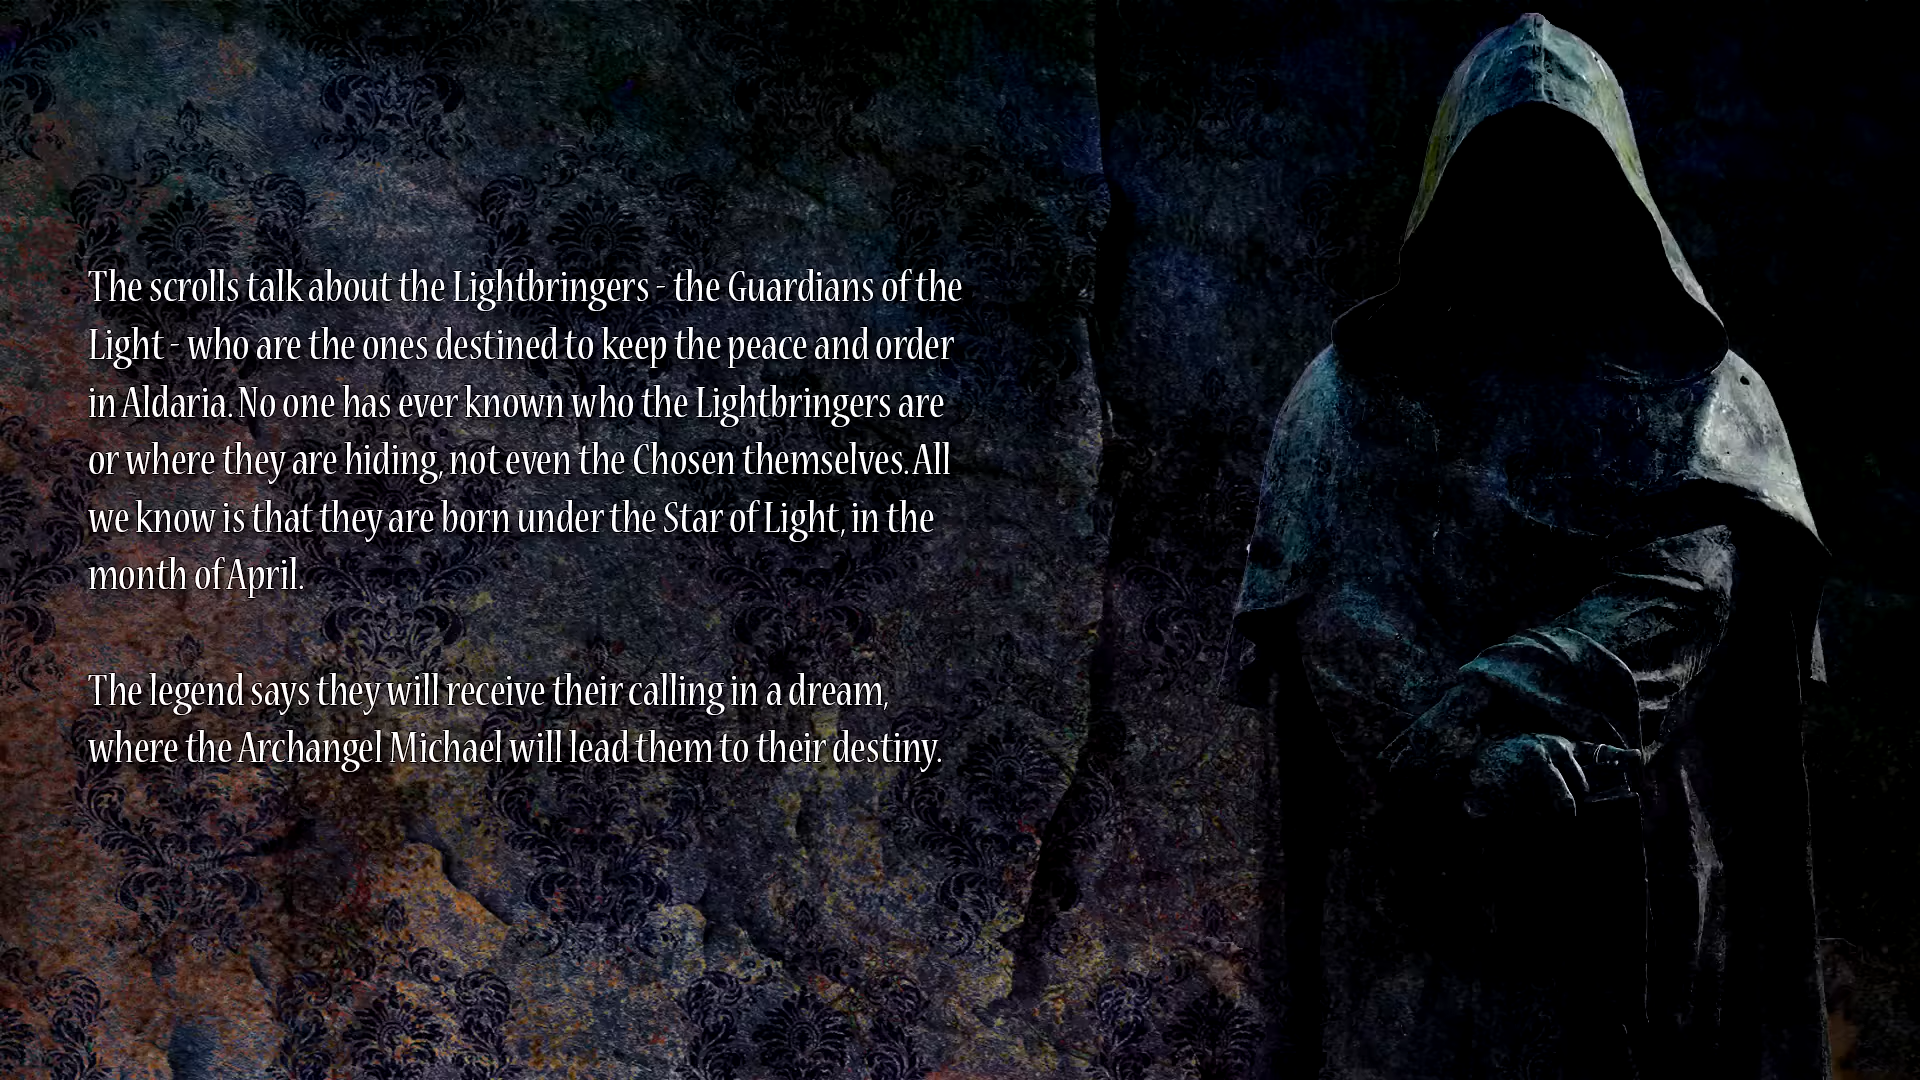 The scrolls talk about the Lightbringers - the Guardians of the
Light - who are the ones destined to keep the peace and order
in Aldaria. No one has ever known who the Lightbringers are
or where they are hiding, not even the Chosen themselves. All
we know is that they are born under the Star of Light, in the
month of April.
The legend says they will receive their calling in a dream,
where the Archangel Michael will lead them to their destiny.